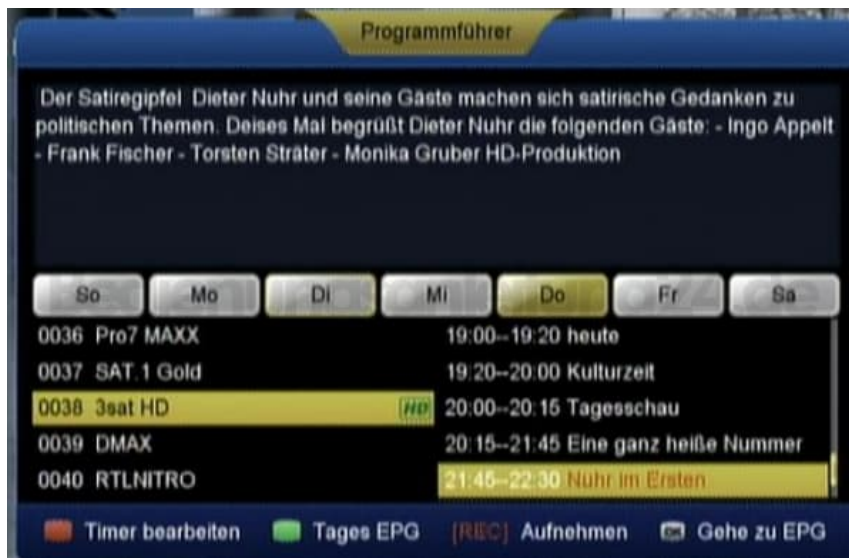 Programmführer
Der Satiregipfel Dieter Nuhr und seine Gäste machen sich satirische Gedanken zu
politischen Themen. Deises Mal begrüßt Dieter Nuhr die folgenden Gäste: - Ingo Appelt
- Frank Fischer - Torsten Sträter - Monika Gruber HD-Produktion
So Mo Di Mi Do Fr Sa
0036 Pro7 MAXX 19:00--19:20 heute
0037 SAT.1 Gold 19:20--20:00 Kulturzeit
0038 3sat HD HD 20:00--20:15 Tagesschau
0039 DMAX 20:15--21:45 Eine ganz heiße Nummer
0040 RTLNITRO 21:45--22:30 Nuhr im Ersten
Timer bearbeiten Tages EPG [REC] Aufnehmen OK Gehe zu EPG